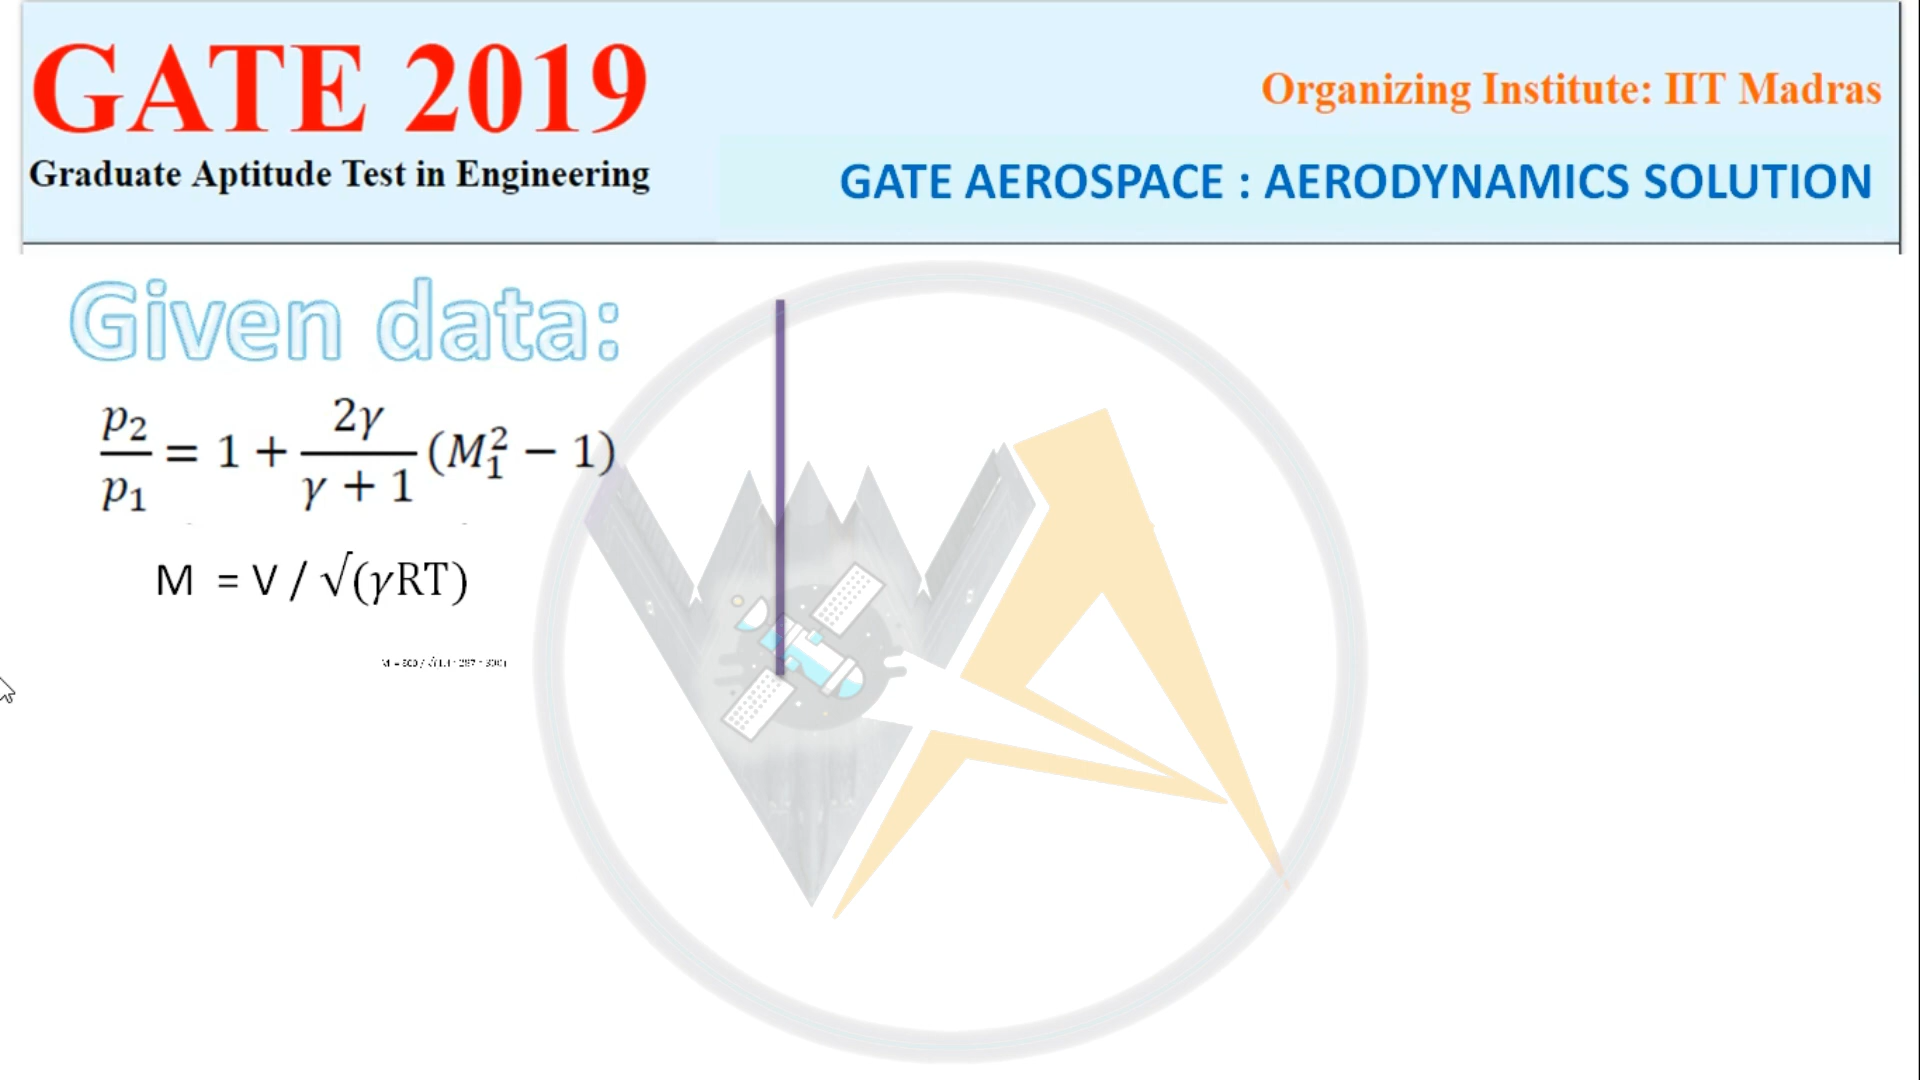 GATE 2019
Organizing Institute: IIT Madras
Graduate Aptitude Test in Engineering
GATE AEROSPACE : AERODYNAMICS SOLUTION
Given data:
p₂/p₁ = 1 + 2γ/(γ + 1) (M₁² − 1)
M = V / √(γRT)